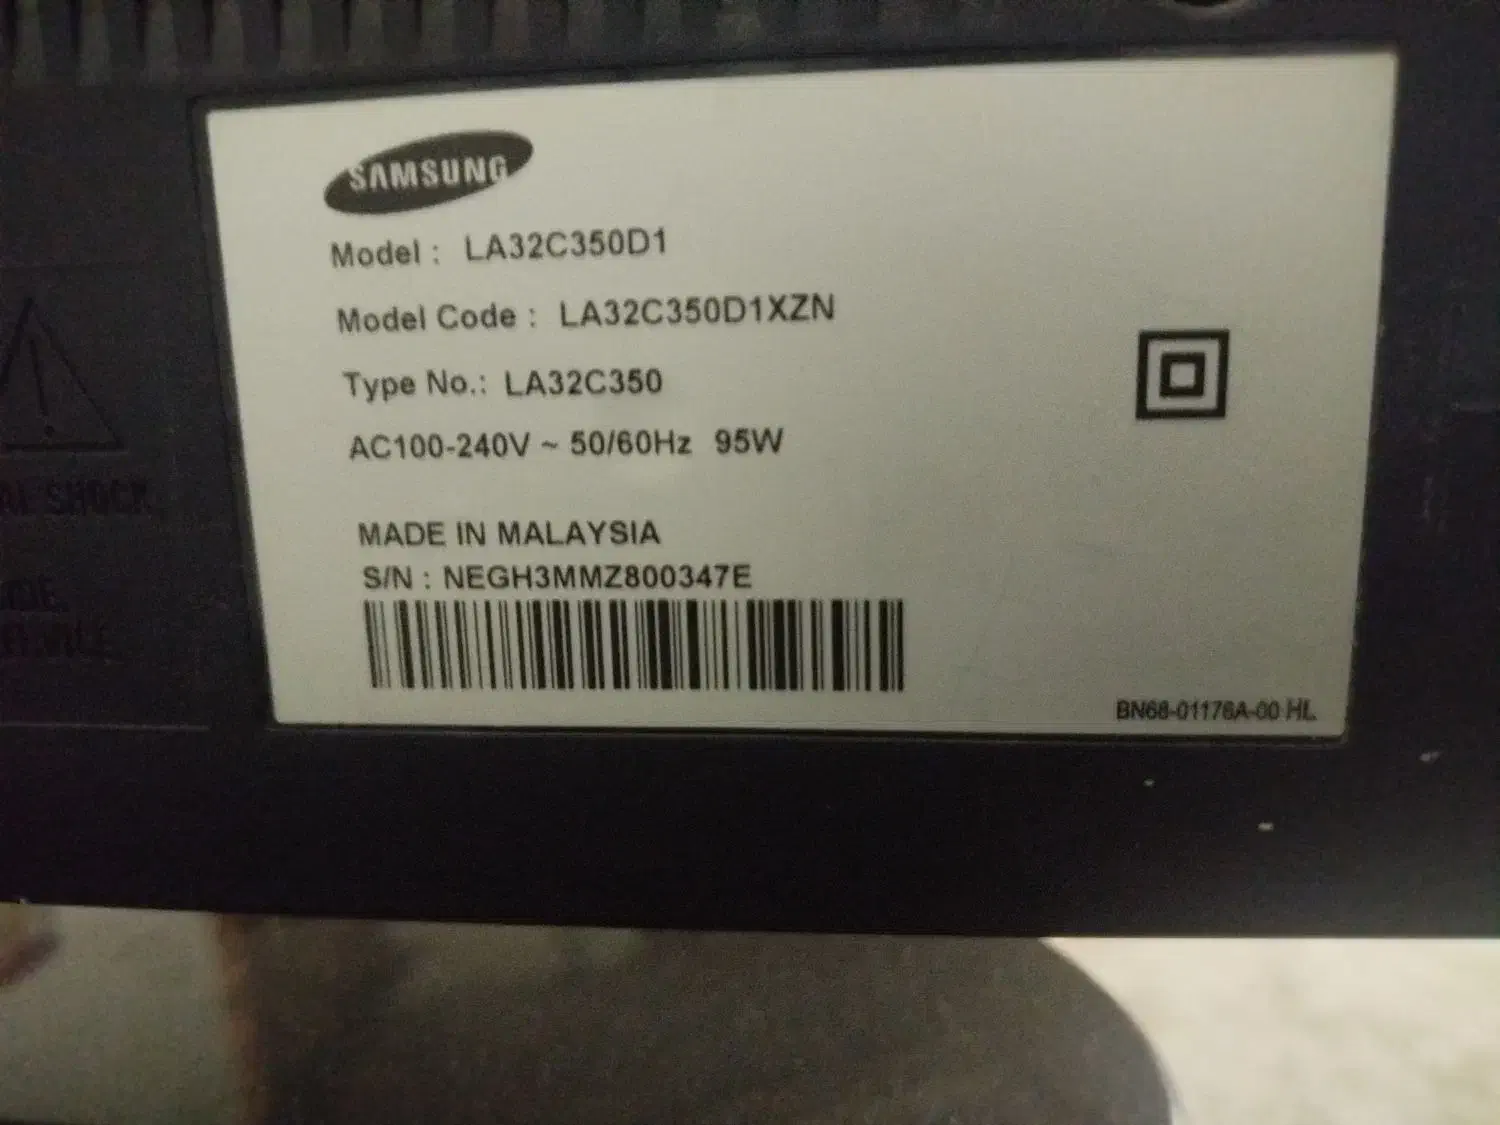 SAMSUNG
Model : LA32C350D1
Model Code : LA32C350D1XZN
Type No.: LA32C350
AC100-240V ~ 50/60Hz 95W
MADE IN MALAYSIA
S/N : NEGH3MMZ800347E
BN68-01176A-00 HL
SHOCK